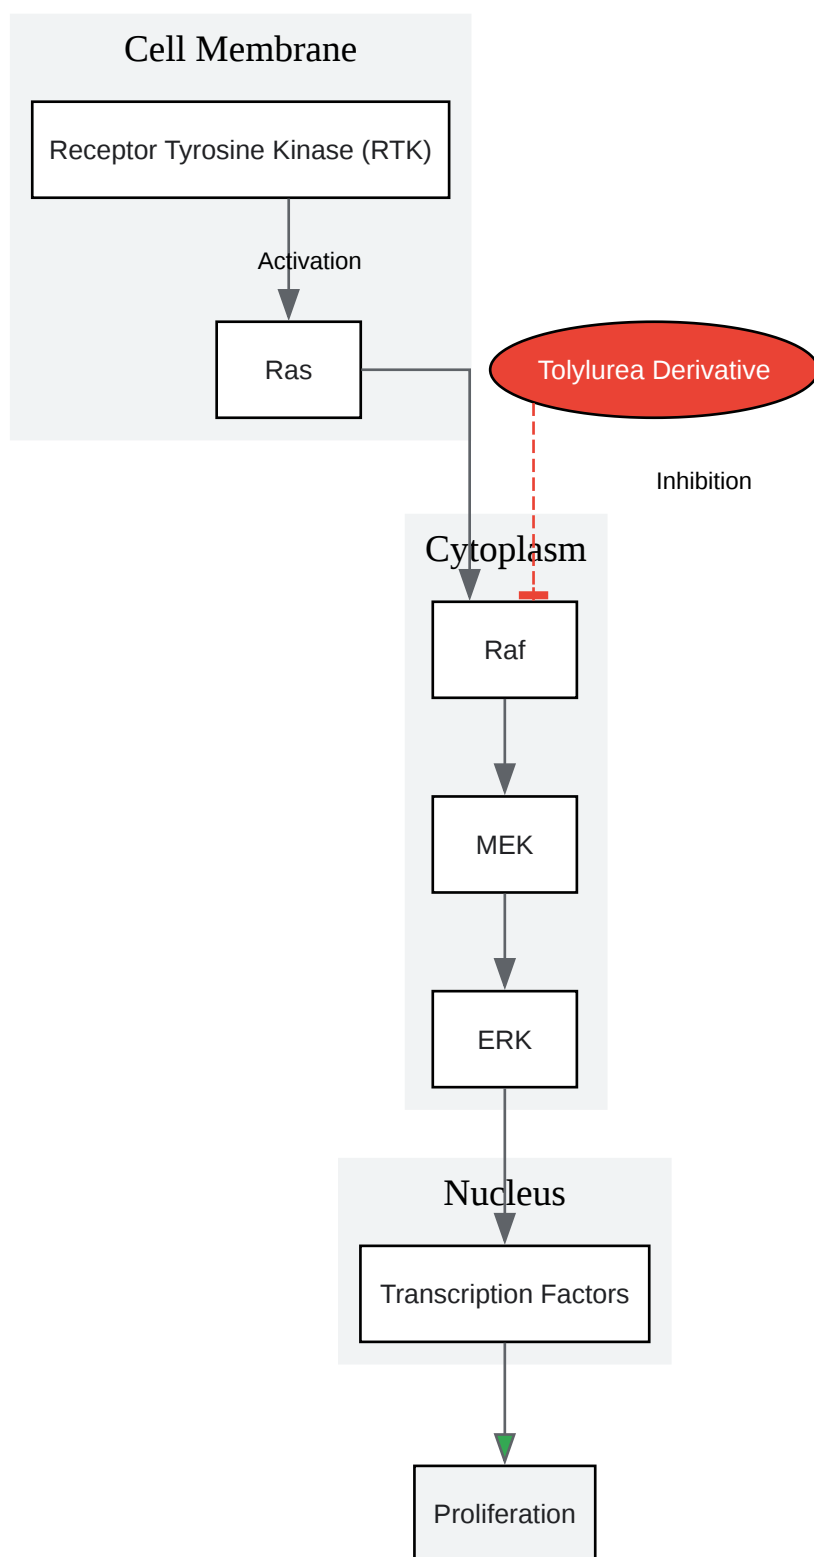 Cell Membrane
Receptor Tyrosine Kinase (RTK)
Activation
Ras
Tolylurea Derivative
Inhibition
Cytoplasm
Raf
MEK
ERK
Nucleus
Transcription Factors
Proliferation